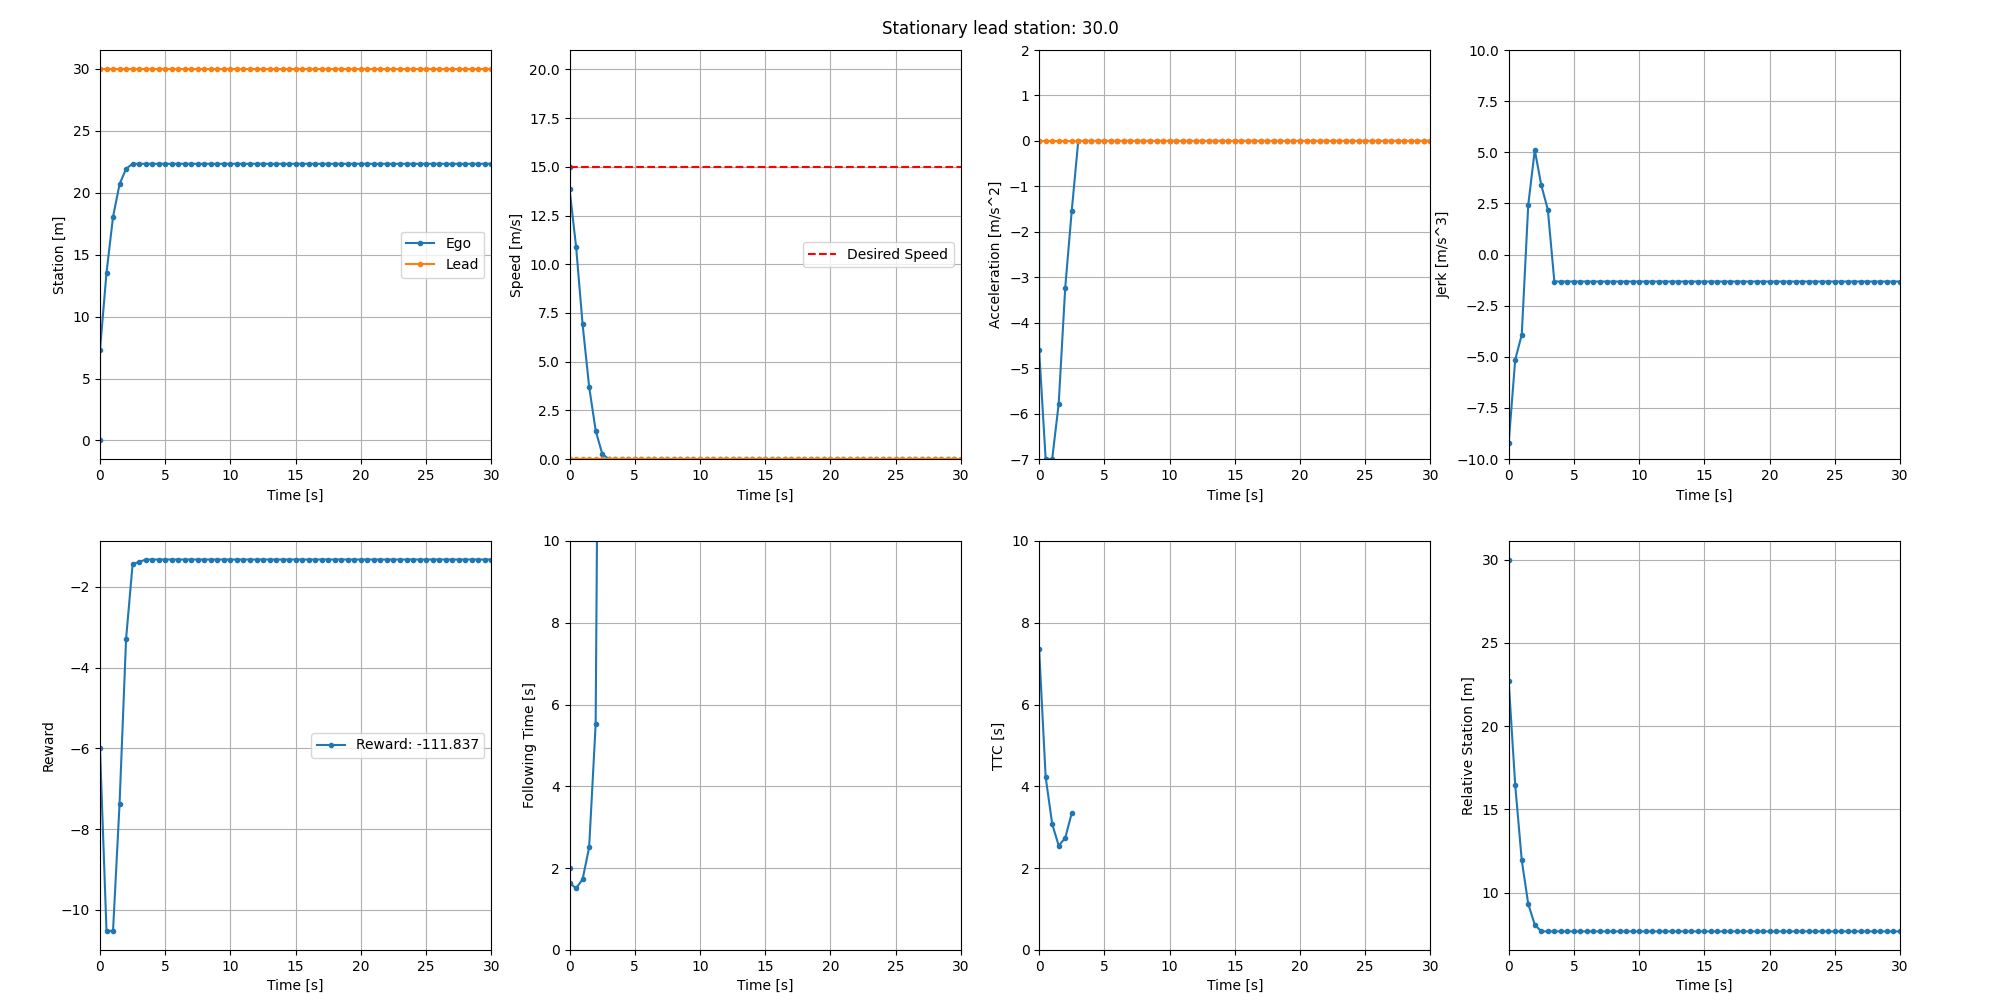 Stationary lead station: 30.0
Station [m]
30
25
20
15
10
5
0
Ego
Lead
0 5 10 15 20 25 30
Time [s]
Speed [m/s]
20.0
17.5
15.0
12.5
10.0
7.5
5.0
2.5
0.0
Desired Speed
0 5 10 15 20 25 30
Time [s]
Acceleration [m/s^2]
2
1
0
−1
−2
−3
−4
−5
−6
−7
0 5 10 15 20 25 30
Time [s]
Jerk [m/s^3]
10.0
7.5
5.0
2.5
0.0
−2.5
−5.0
−7.5
−10.0
0 5 10 15 20 25 30
Time [s]
Reward
−2
−4
−6
−8
−10
Reward: -111.837
0 5 10 15 20 25 30
Time [s]
Following Time [s]
10
8
6
4
2
0
0 5 10 15 20 25 30
Time [s]
TTC [s]
10
8
6
4
2
0
0 5 10 15 20 25 30
Time [s]
Relative Station [m]
30
25
20
15
10
0 5 10 15 20 25 30
Time [s]